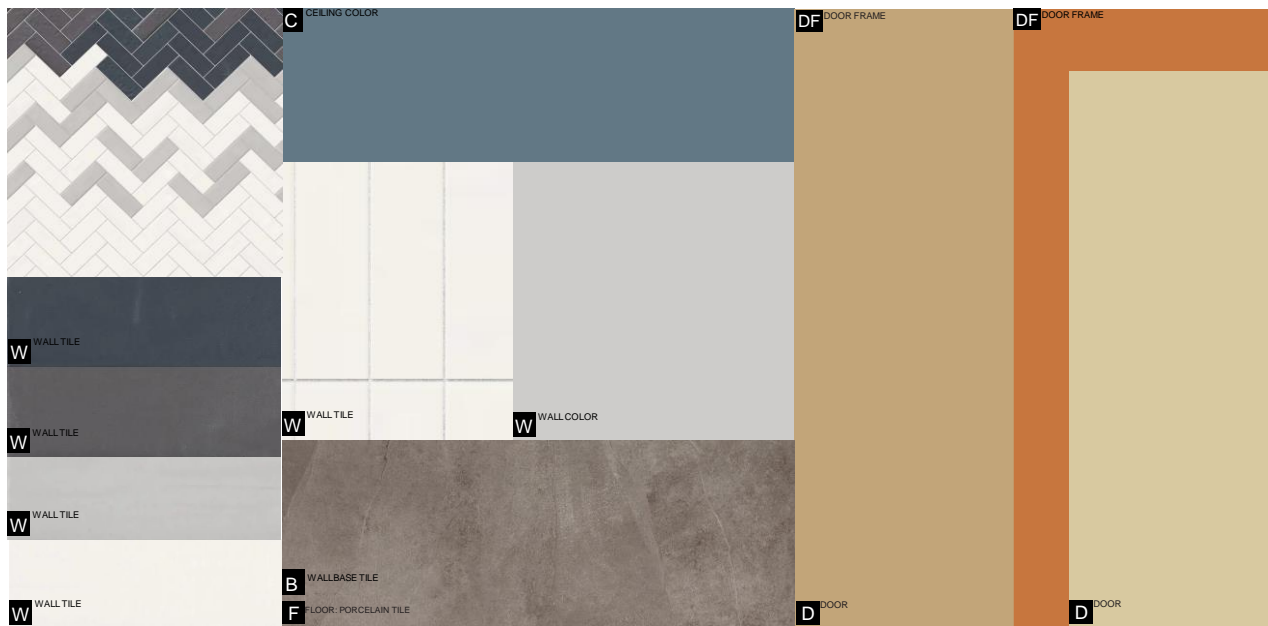 C CEILING COLOR
DF DOOR FRAME
DF DOOR FRAME
W WALL TILE
W WALL TILE
W WALL TILE
W WALL TILE
W WALL TILE
W WALL COLOR
B WALLBASE TILE
F FLOOR: PORCELAIN TILE
D DOOR
D DOOR